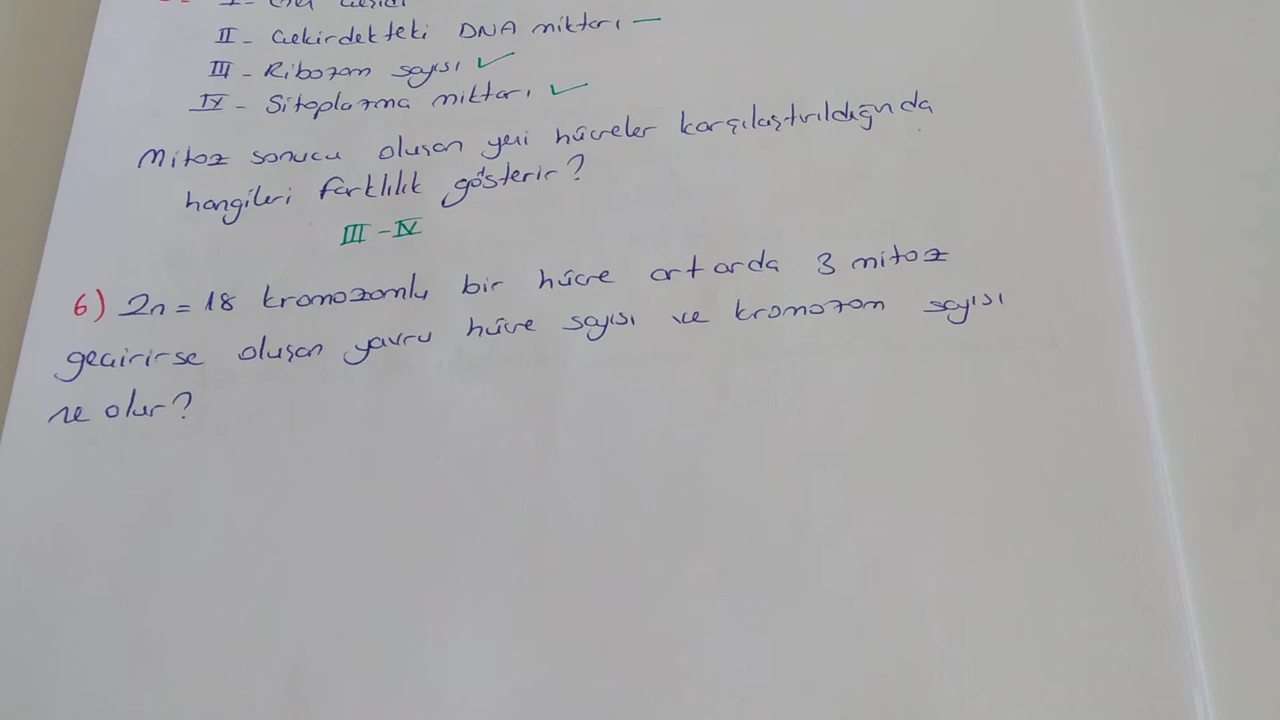 II - Çekirdekteki DNA miktarı —
III - Ribozom sayısı ✓
IV - Sitoplazma miktarı ✓
Mitoz sonucu oluşan yeni hücreler karşılaştırıldığında
hangileri farklılık gösterir?
III - IV
6) 2n = 18 kromozomlu bir hücre art arda 3 mitoz
geçirirse oluşan yavru hücre sayısı ve kromozom sayısı
ne olur?